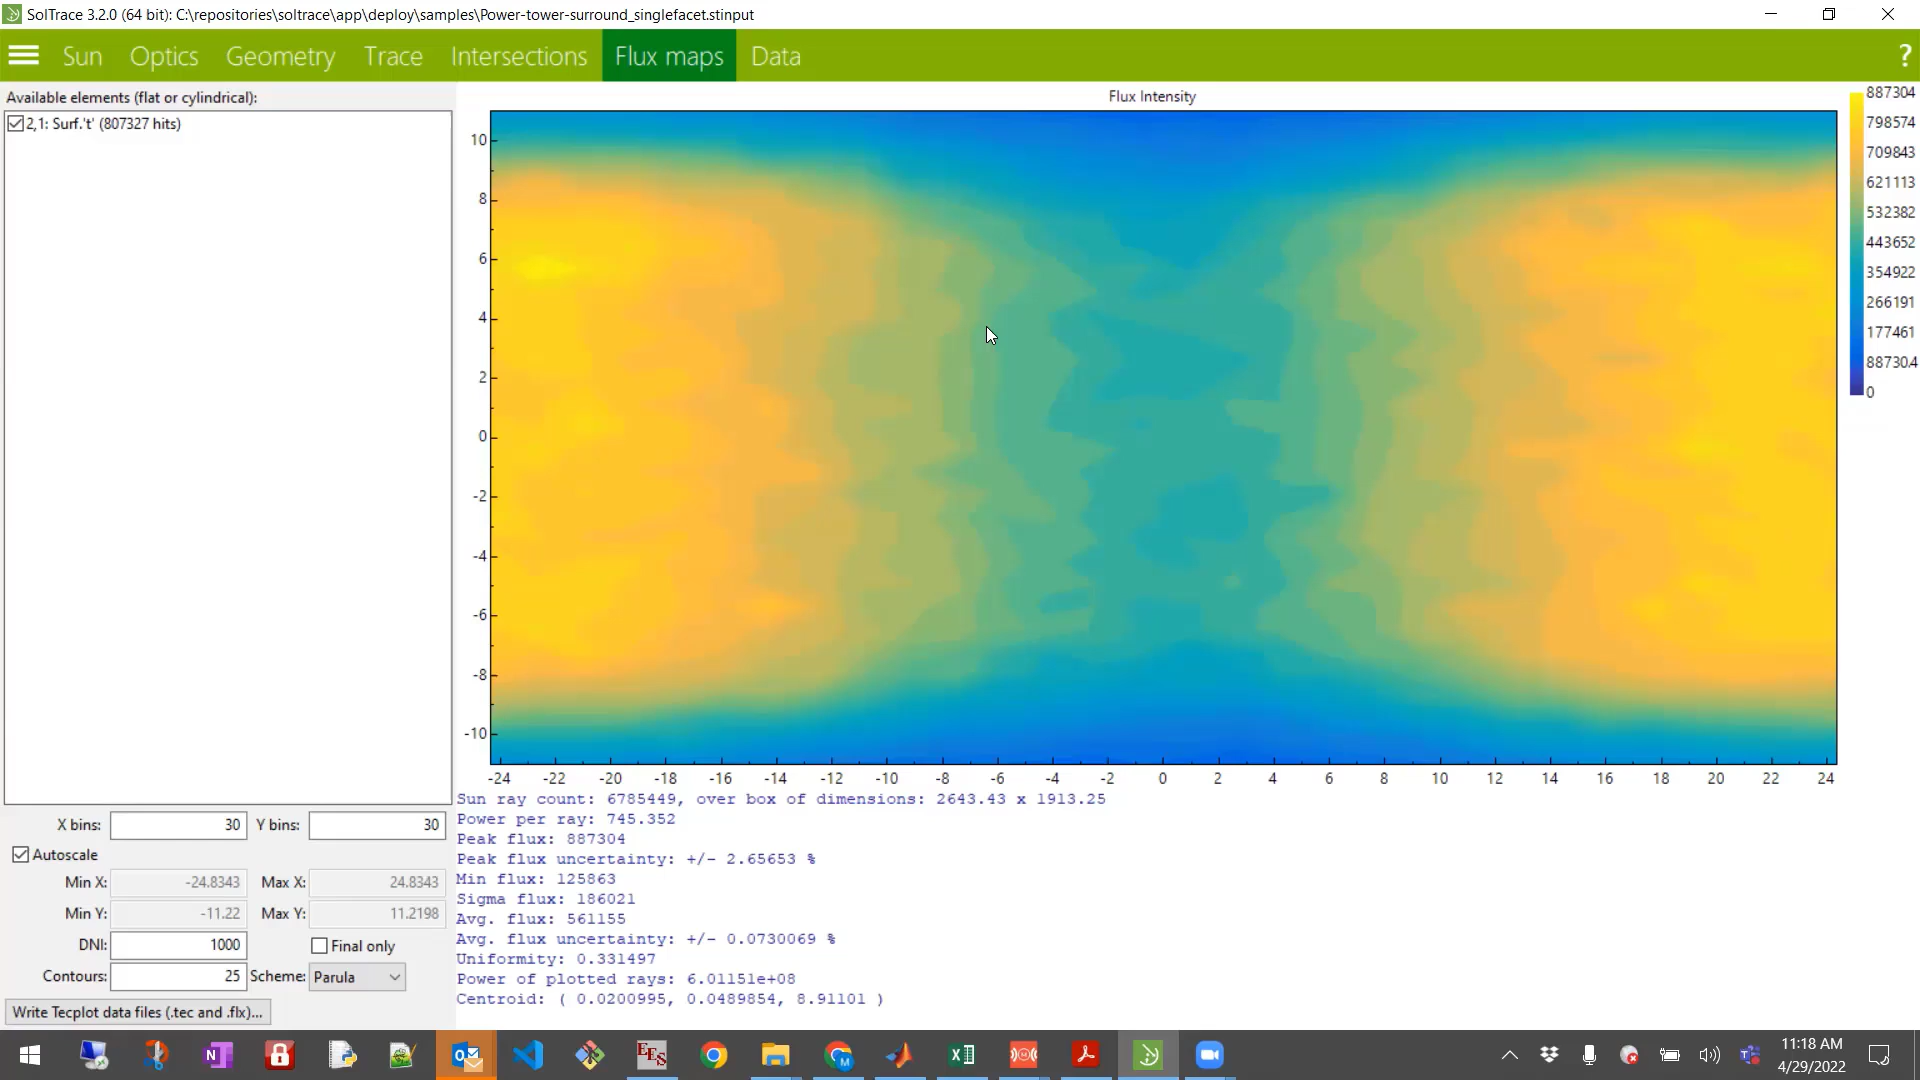 SolTrace 3.2.0 (64 bit): C:\repositories\soltrace\app\deploy\samples\Power-tower-surround_singlefacet.stinput
Sun Optics Geometry Trace Intersections Flux maps Data ?
Available elements (flat or cylindrical):
2,1: Surf.'t' (807327 hits)
Flux Intensity
10
8
6
4
2
0
-2
-4
-6
-8
-10
-24 -22 -20 -18 -16 -14 -12 -10 -8 -6 -4 -2 0 2 4 6 8 10 12 14 16 18 20 22 24
887304
798574
709843
621113
532382
443652
354922
266191
177461
88730.4
0
X bins: 30 Y bins: 30
Autoscale
Min X: -24.8343 Max X: 24.8343
Min Y: -11.22 Max Y: 11.2198
DNI: 1000 Final only
Contours: 25 Scheme: Parula
Write Tecplot data files (.tec and .flx)...
Sun ray count: 6785449, over box of dimensions: 2643.43 x 1913.25
Power per ray: 745.352
Peak flux: 887304
Peak flux uncertainty: +/- 2.65653 %
Min flux: 125863
Sigma flux: 186021
Avg. flux: 561155
Avg. flux uncertainty: +/- 0.0730069 %
Uniformity: 0.331497
Power of plotted rays: 6.01151e+08
Centroid: ( 0.0200995, 0.0489854, 8.91101 )
EES
11:18 AM
4/29/2022